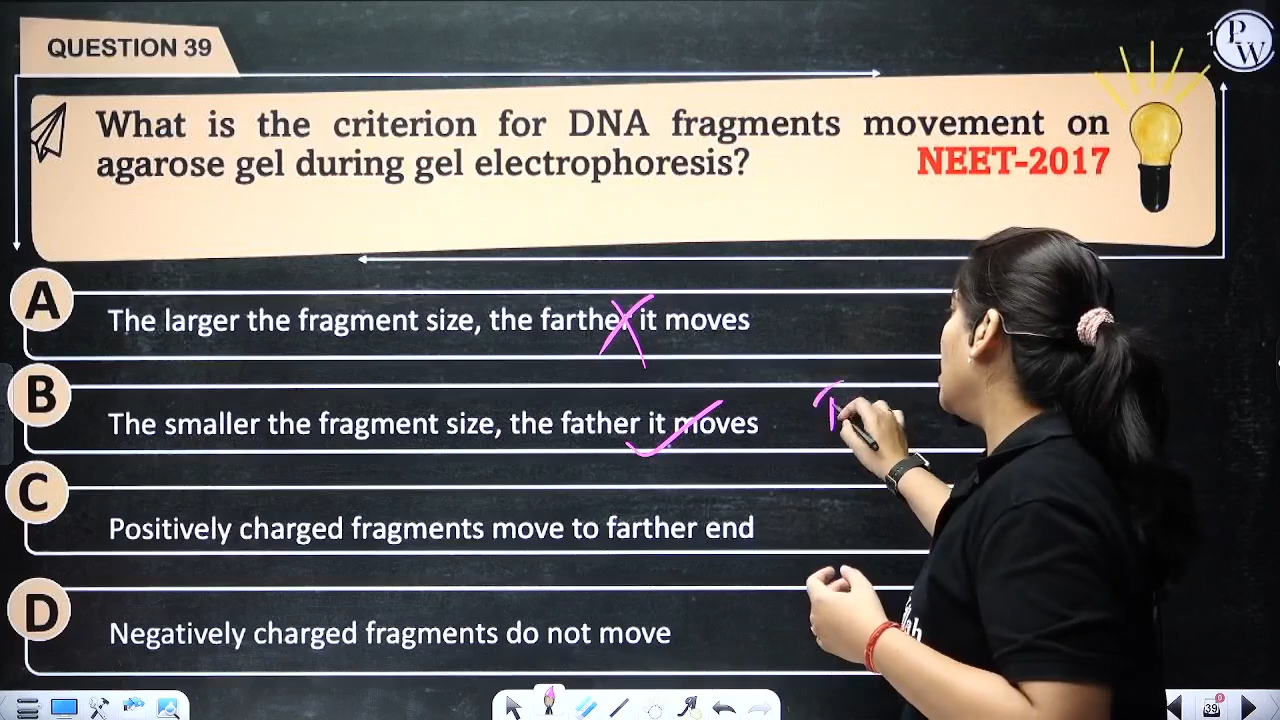 QUESTION 39
PW
What is the criterion for DNA fragments movement on
agarose gel during gel electrophoresis?
NEET-2017
A
The larger the fragment size, the farther it moves
B
The smaller the fragment size, the father it moves
C
Positively charged fragments move to farther end
D
Negatively charged fragments do not move
39